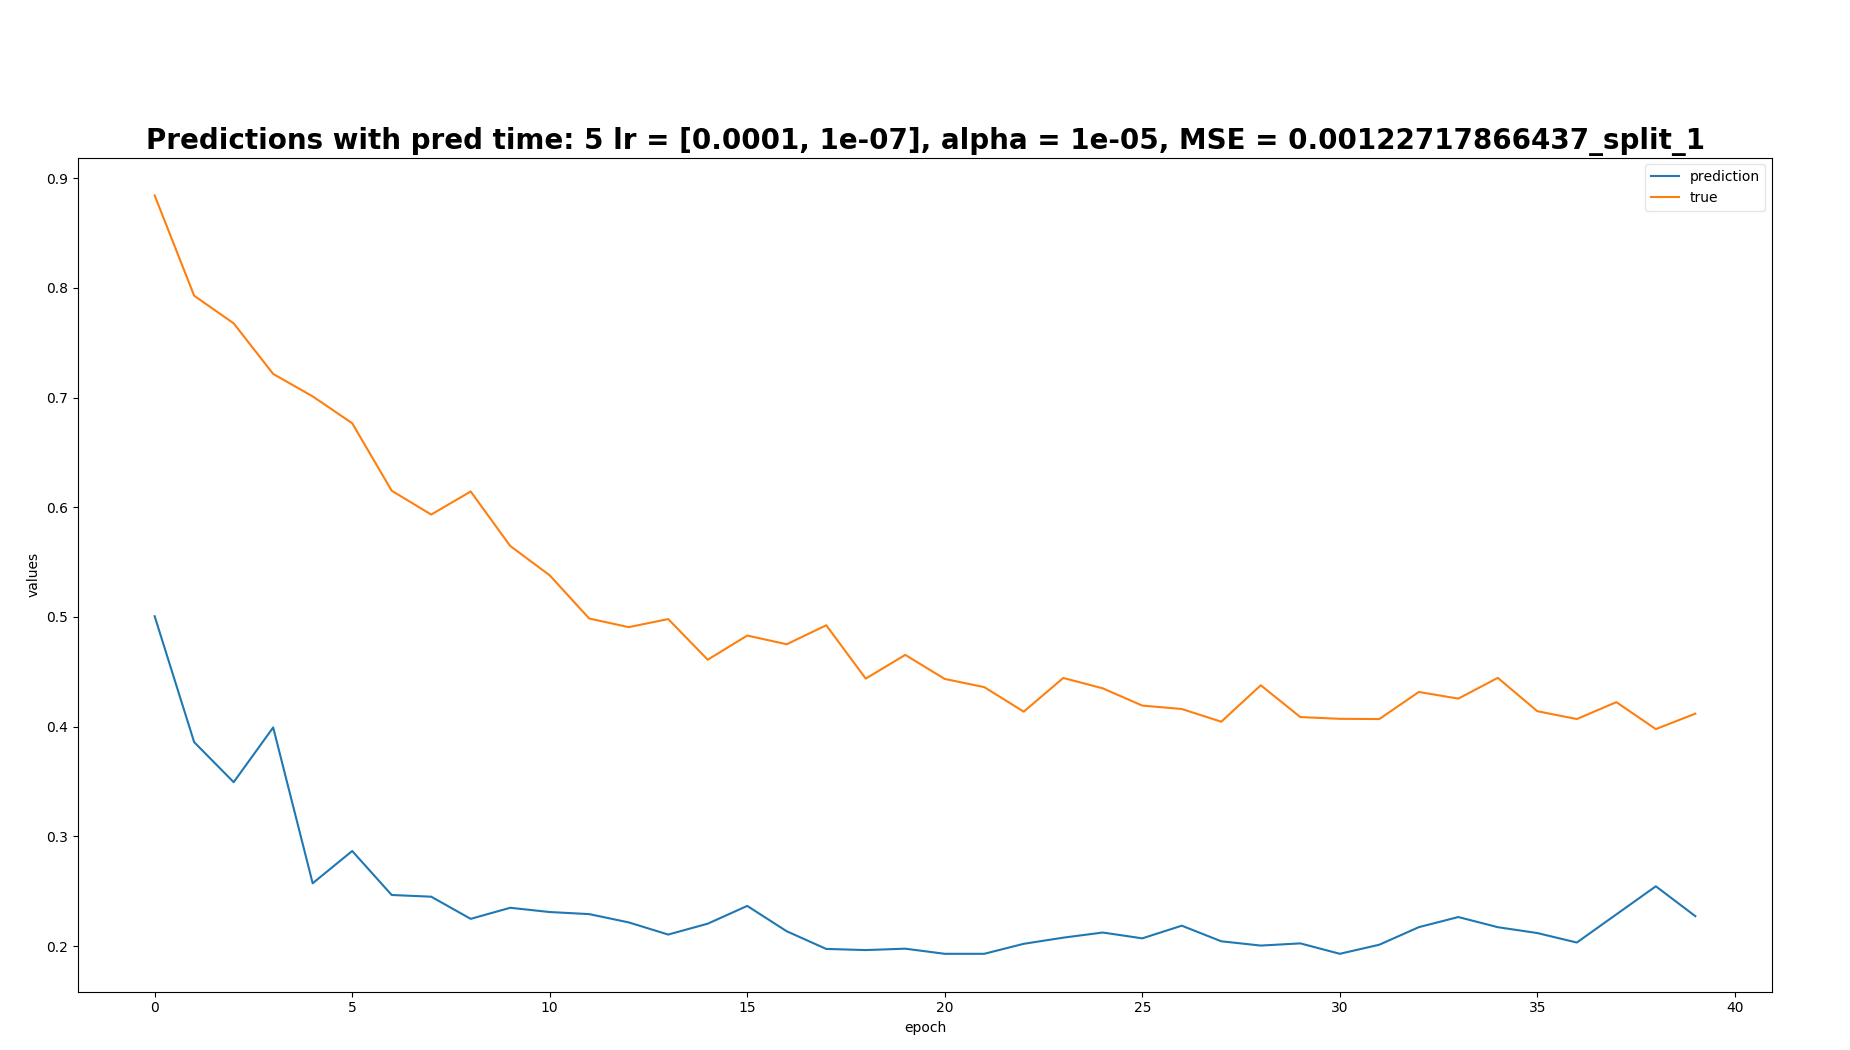 Predictions with pred time: 5 lr = [0.0001, 1e-07], alpha = 1e-05, MSE = 0.00122717866437_split_1
prediction
true
0.9
0.8
0.7
0.6
0.5
0.4
0.3
0.2
values
0 5 10 15 20 25 30 35 40
epoch